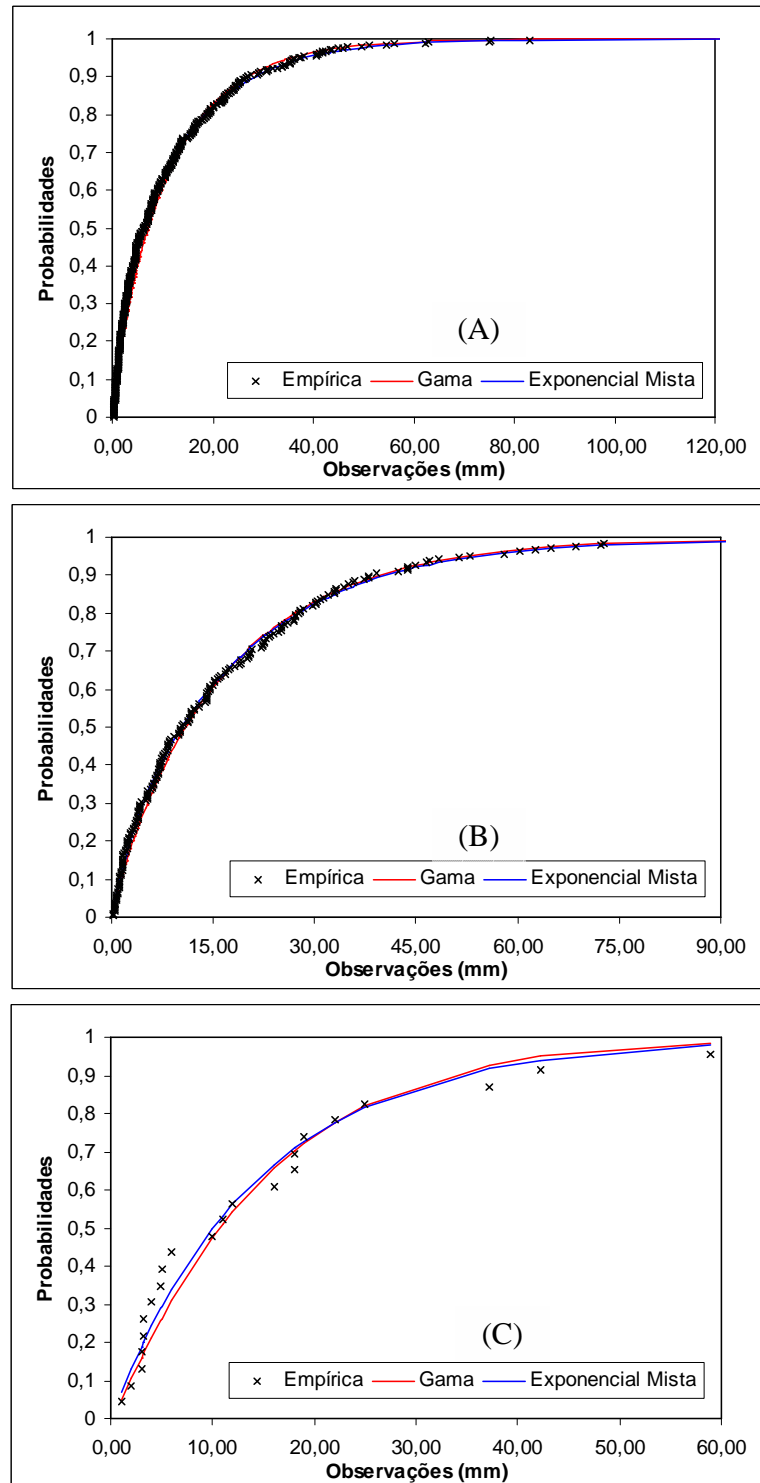 1
0,9
0,8
0,7
0,6
0,5
0,4
0,3
0,2
0,1
0
Probabilidades
(A)
× Empírica Gama Exponencial Mista
0,00 20,00 40,00 60,00 80,00 100,00 120,00
Observações (mm)
1
0,9
0,8
0,7
0,6
0,5
0,4
0,3
0,2
0,1
0
Probabilidades
(B)
× Empírica Gama Exponencial Mista
0,00 15,00 30,00 45,00 60,00 75,00 90,00
Observações (mm)
1
0,9
0,8
0,7
0,6
0,5
0,4
0,3
0,2
0,1
0
Probabilidades
(C)
× Empírica Gama Exponencial Mista
0,00 10,00 20,00 30,00 40,00 50,00 60,00
Observações (mm)